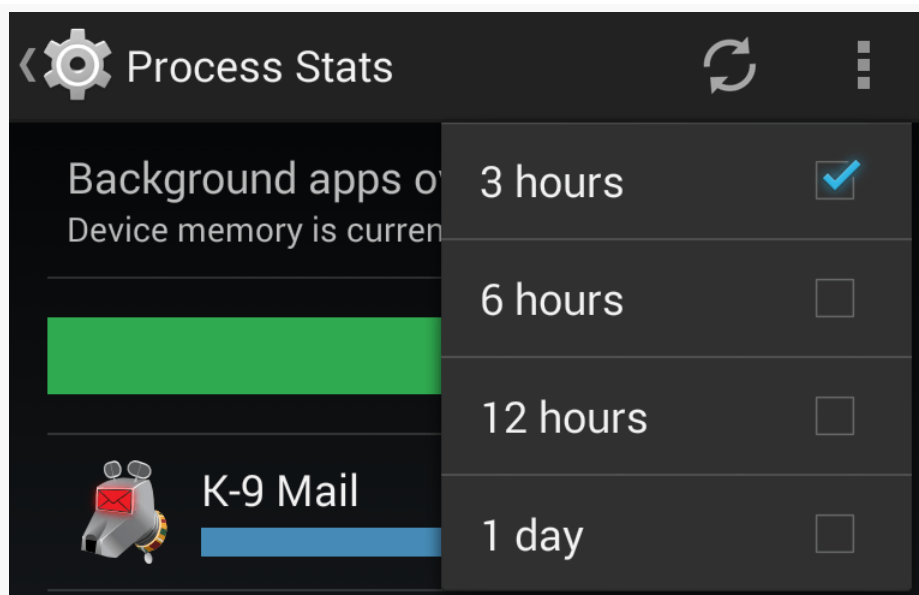 Process Stats
Background apps o
Device memory is curren
3 hours
6 hours
12 hours
1 day
K-9 Mail